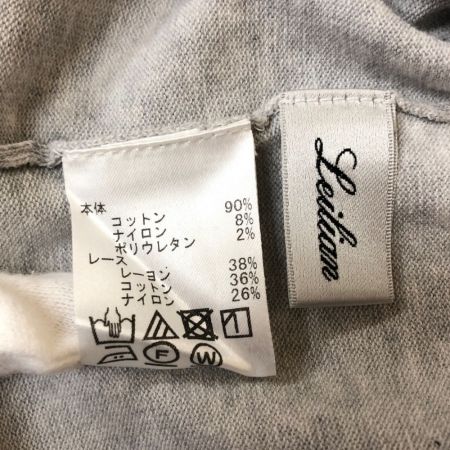 本体
コットン 90%
ナイロン 8%
ポリウレタン 2%
レース
レーヨン 38%
コットン 36%
ナイロン 26%
F
W
Leilian